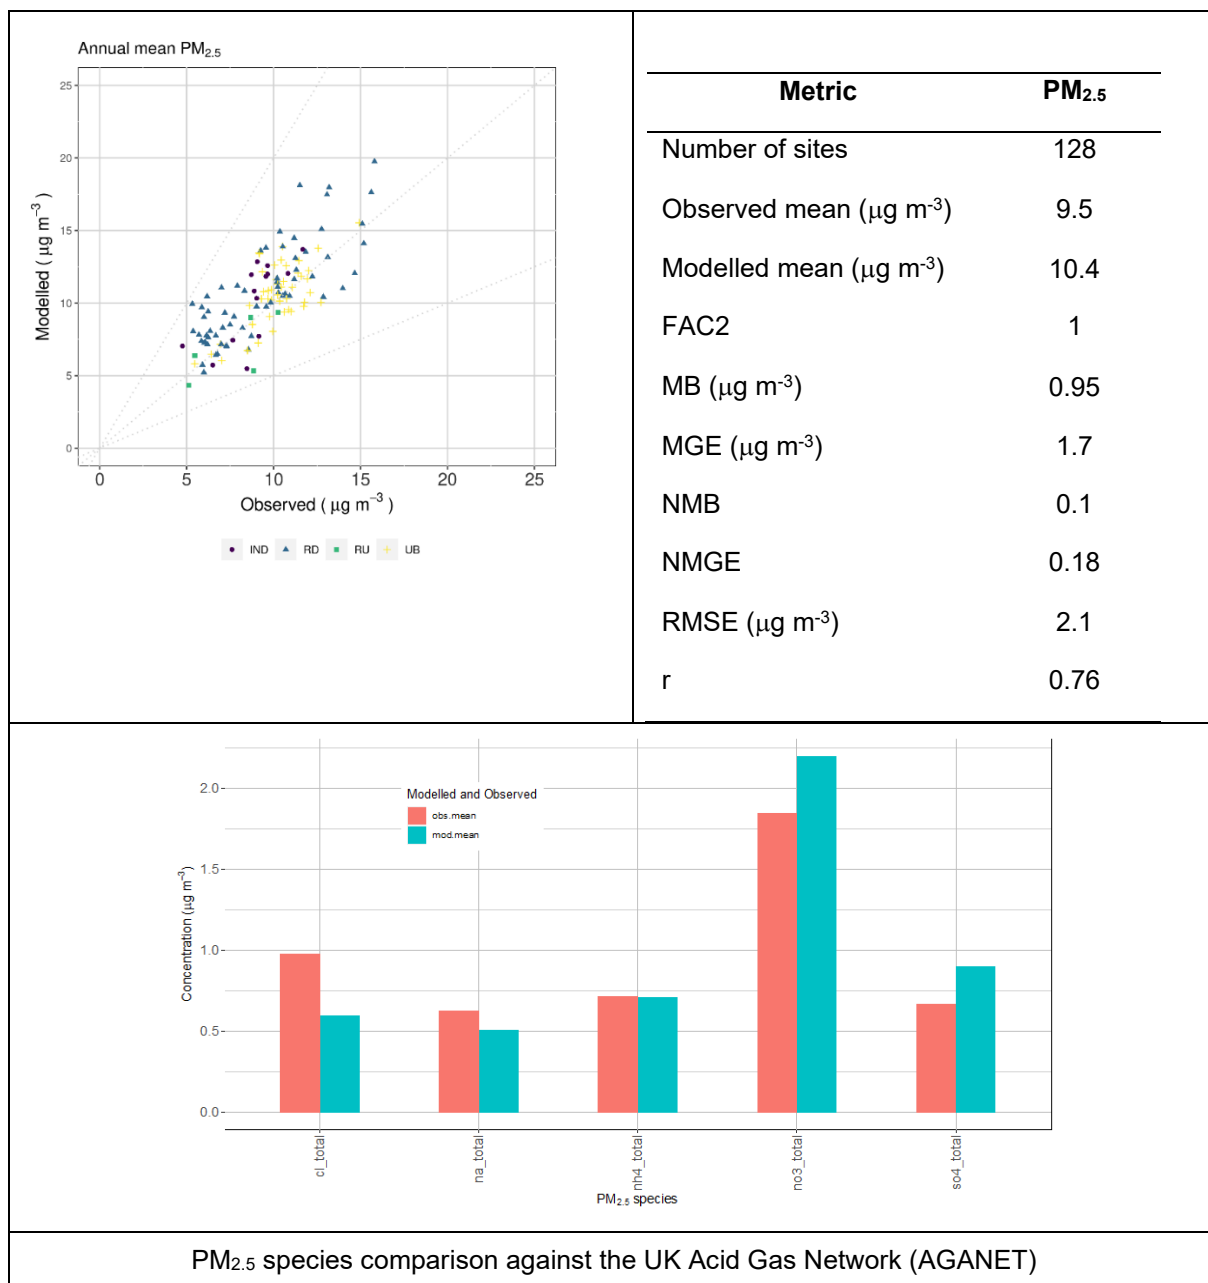 Annual mean PM2.5
25
20
15
10
5
0
Modelled ( μg m−3 )
0 5 10 15 20 25
Observed ( μg m−3 )
IND RD RU UB
Metric PM2.5
Number of sites 128
Observed mean (μg m-3) 9.5
Modelled mean (μg m-3) 10.4
FAC2 1
MB (μg m-3) 0.95
MGE (μg m-3) 1.7
NMB 0.1
NMGE 0.18
RMSE (μg m-3) 2.1
r 0.76
Modelled and Observed
obs.mean
mod.mean
2.0
1.5
1.0
0.5
0.0
Concentration (μg m−3)
cl_total na_total nh4_total no3_total so4_total
PM2.5 species
PM2.5 species comparison against the UK Acid Gas Network (AGANET)